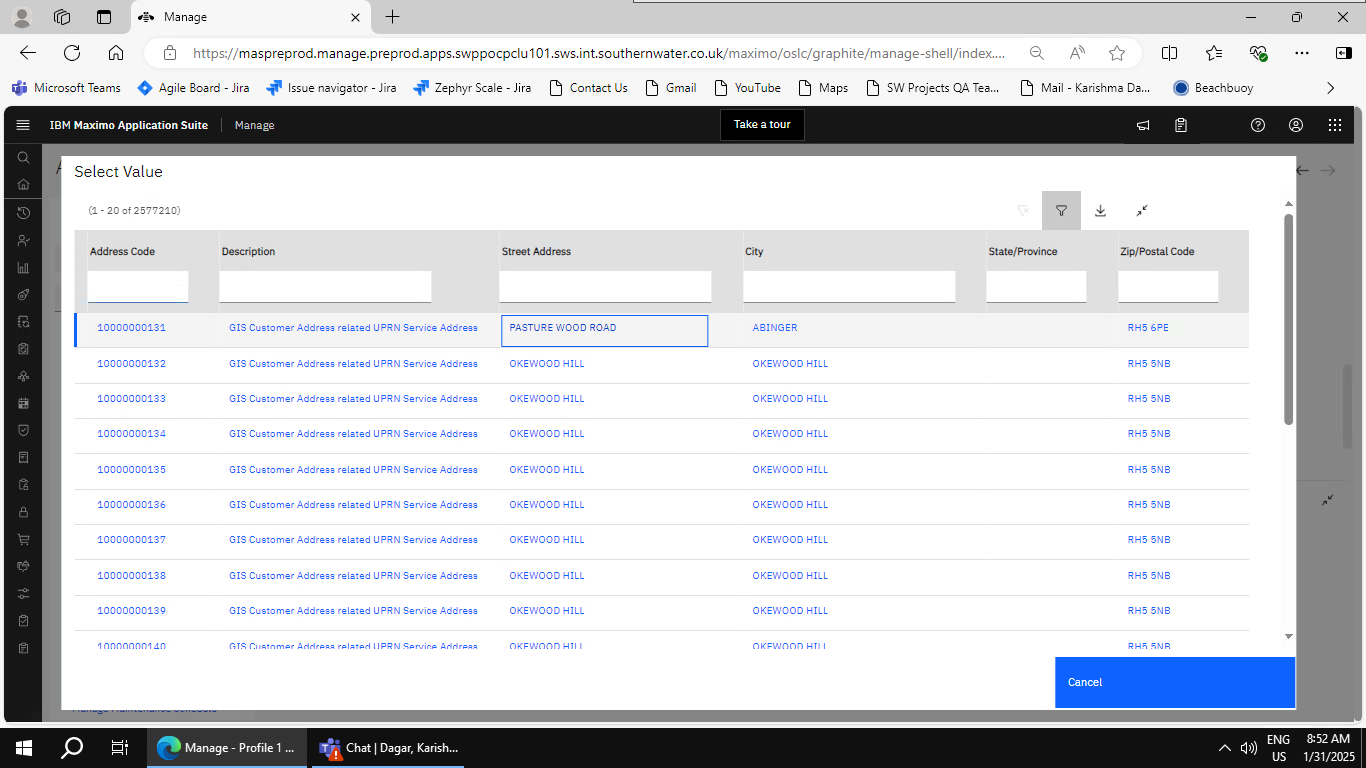 Manage
https://maspreprod.manage.preprod.apps.swppocpclu101.sws.int.southernwater.co.uk/maximo/oslc/graphite/manage-shell/index....
Microsoft Teams Agile Board - Jira Issue navigator - Jira Zephyr Scale - Jira Contact Us Gmail YouTube Maps SW Projects QA Tea... Mail - Karishma Da... Beachbuoy
IBM Maximo Application Suite Manage Take a tour
Select Value
(1 - 20 of 2577210)
Address Code Description Street Address City State/Province Zip/Postal Code
10000000131 GIS Customer Address related UPRN Service Address PASTURE WOOD ROAD ABINGER RH5 6PE
10000000132 GIS Customer Address related UPRN Service Address OKEWOOD HILL OKEWOOD HILL RH5 5NB
10000000133 GIS Customer Address related UPRN Service Address OKEWOOD HILL OKEWOOD HILL RH5 5NB
10000000134 GIS Customer Address related UPRN Service Address OKEWOOD HILL OKEWOOD HILL RH5 5NB
10000000135 GIS Customer Address related UPRN Service Address OKEWOOD HILL OKEWOOD HILL RH5 5NB
10000000136 GIS Customer Address related UPRN Service Address OKEWOOD HILL OKEWOOD HILL RH5 5NB
10000000137 GIS Customer Address related UPRN Service Address OKEWOOD HILL OKEWOOD HILL RH5 5NB
10000000138 GIS Customer Address related UPRN Service Address OKEWOOD HILL OKEWOOD HILL RH5 5NB
10000000139 GIS Customer Address related UPRN Service Address OKEWOOD HILL OKEWOOD HILL RH5 5NB
10000000140 GIS Customer Address related UPRN Service Address OKEWOOD HILL OKEWOOD HILL RH5 5NB
Cancel
Manage Maintenance Schedule
Manage - Profile 1 ... Chat | Dagar, Karish... ENG 8:52 AM
US 1/31/2025